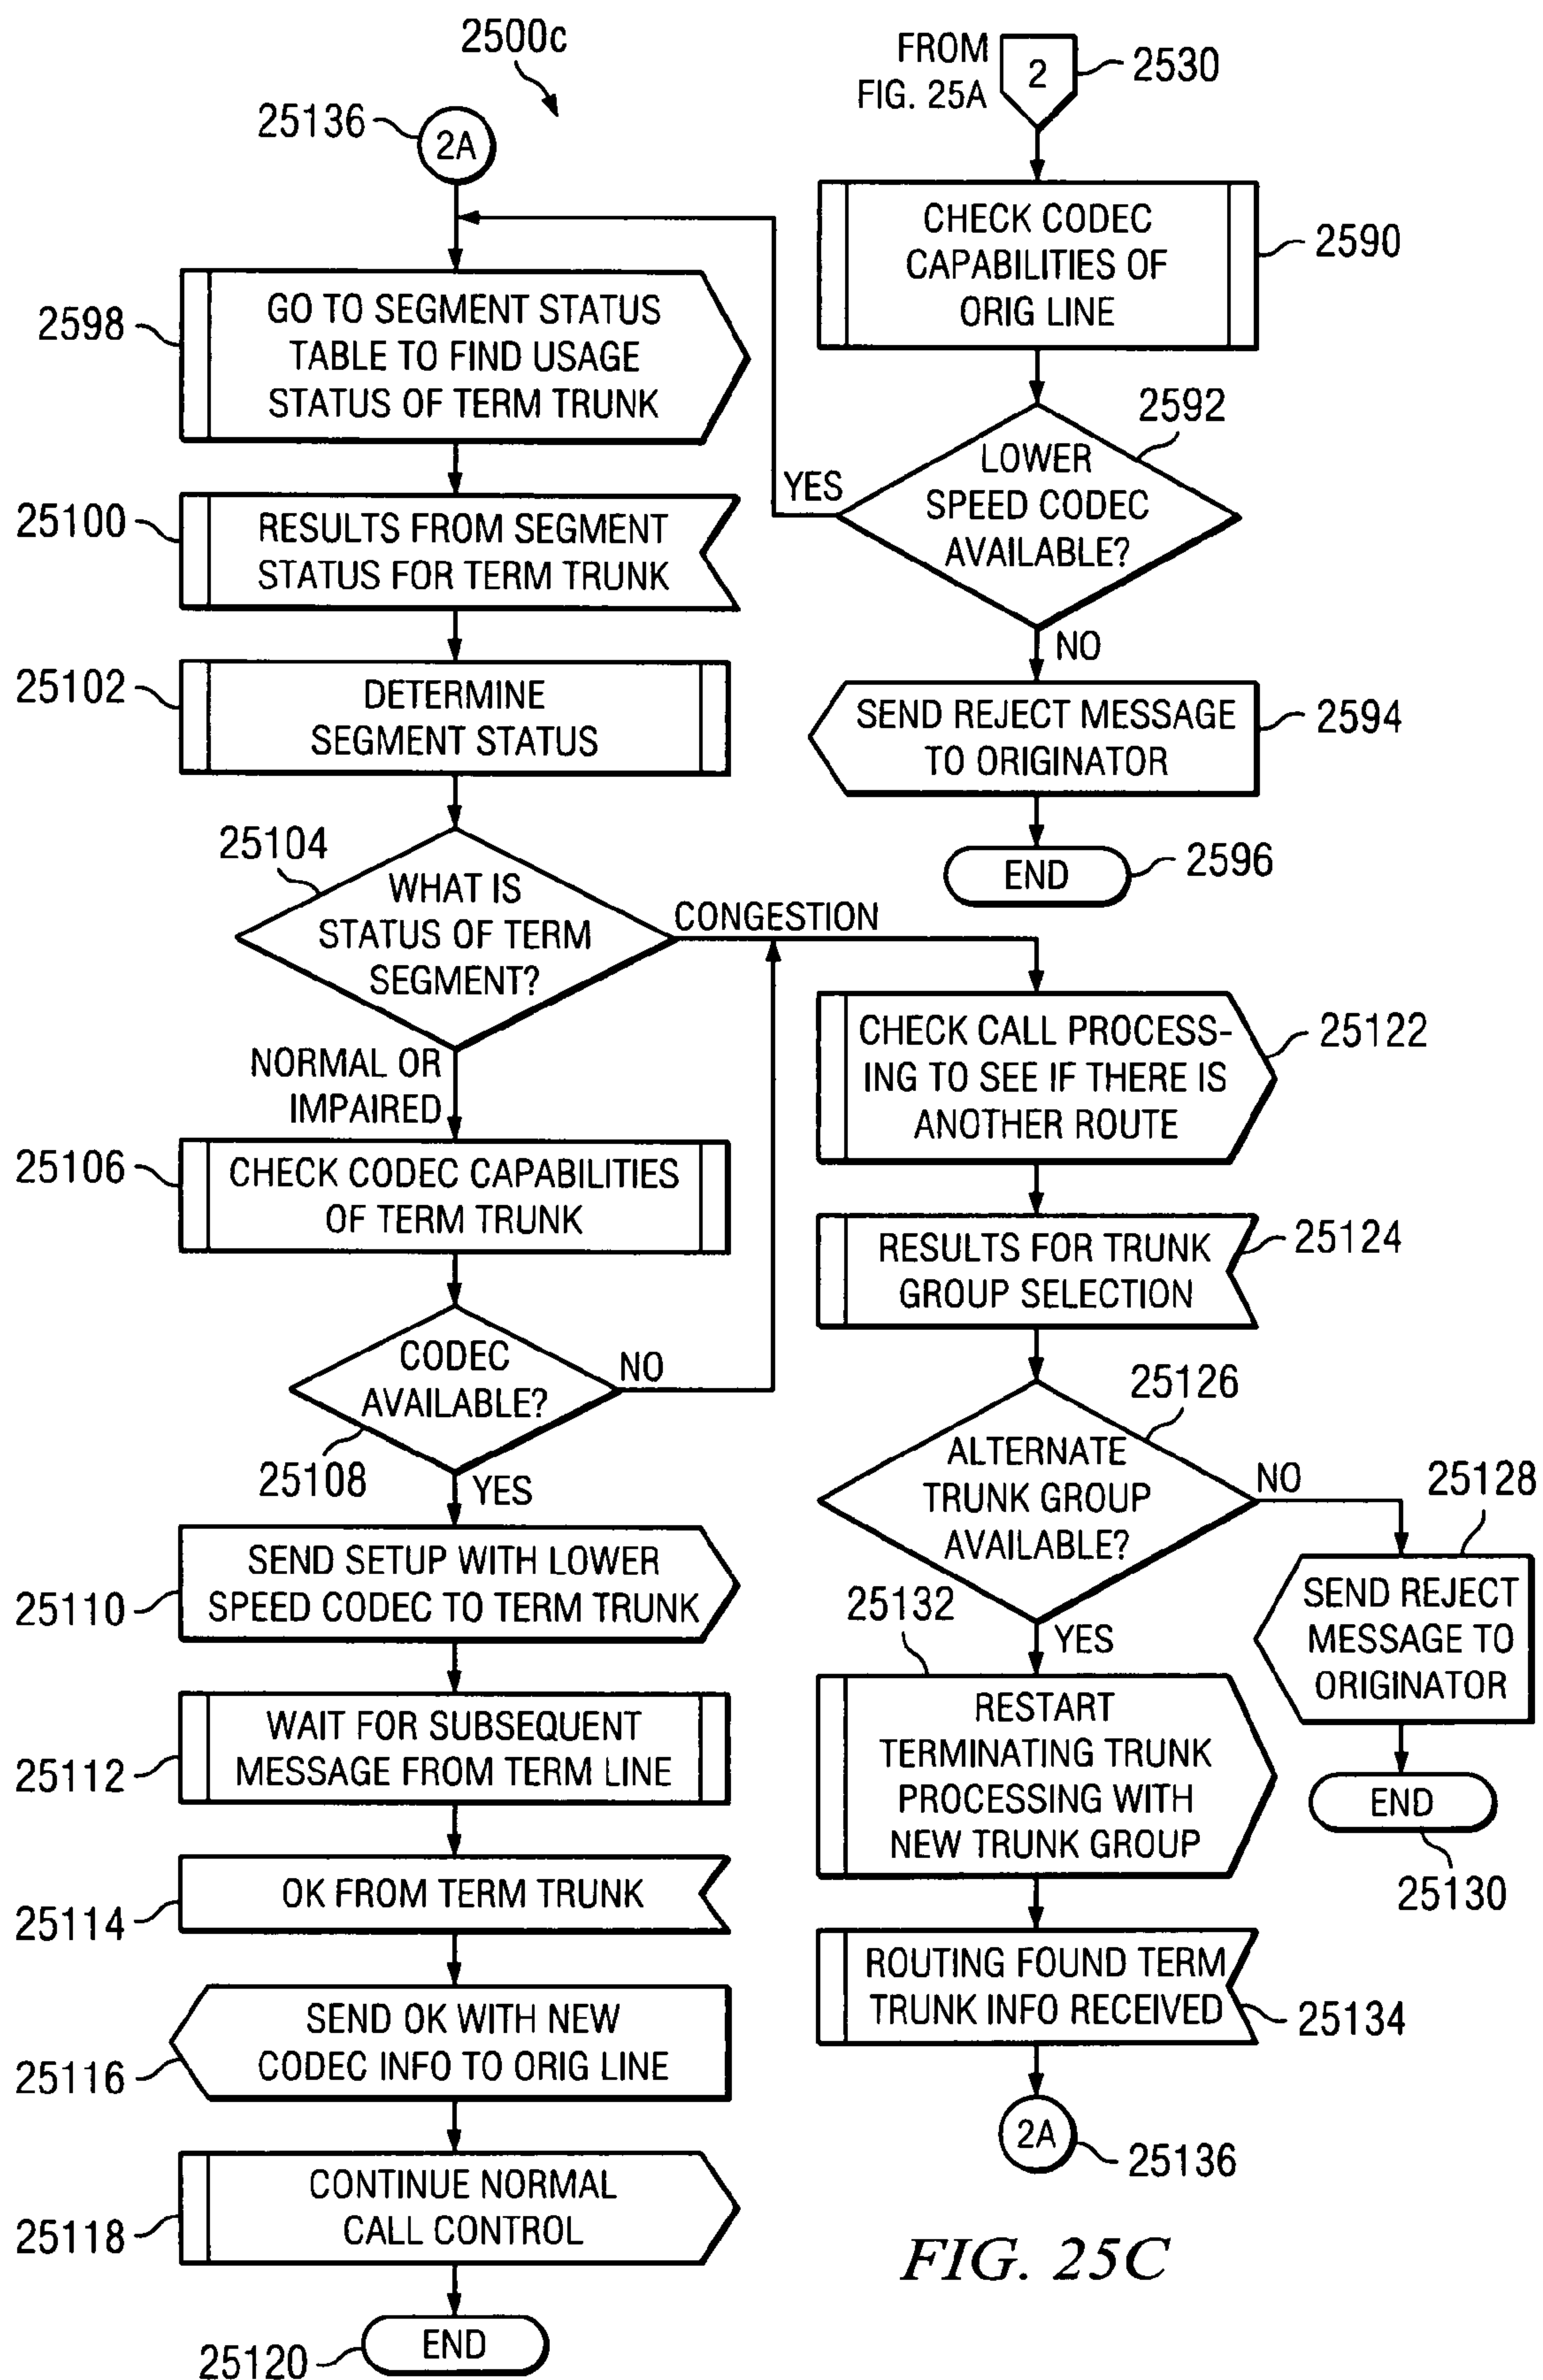 2500c
25136
2A
2598
GO TO SEGMENT STATUS
TABLE TO FIND USAGE
STATUS OF TERM TRUNK
25100
RESULTS FROM SEGMENT
STATUS FOR TERM TRUNK
25102
DETERMINE
SEGMENT STATUS
25104
WHAT IS
STATUS OF TERM
SEGMENT?
CONGESTION
NORMAL OR
IMPAIRED
25106
CHECK CODEC CAPABILITIES
OF TERM TRUNK
CODEC
AVAILABLE?
NO
25108
YES
25110
SEND SETUP WITH LOWER
SPEED CODEC TO TERM TRUNK
25112
WAIT FOR SUBSEQUENT
MESSAGE FROM TERM LINE
25114
OK FROM TERM TRUNK
25116
SEND OK WITH NEW
CODEC INFO TO ORIG LINE
25118
CONTINUE NORMAL
CALL CONTROL
25120
END
FROM
FIG. 25A
2
2530
CHECK CODEC
CAPABILITIES OF
ORIG LINE
2590
2592
LOWER
SPEED CODEC
AVAILABLE?
YES
NO
SEND REJECT MESSAGE
TO ORIGINATOR
2594
END
2596
CHECK CALL PROCESS-
ING TO SEE IF THERE IS
ANOTHER ROUTE
25122
RESULTS FOR TRUNK
GROUP SELECTION
25124
25126
ALTERNATE
TRUNK GROUP
AVAILABLE?
NO
25128
SEND REJECT
MESSAGE TO
ORIGINATOR
END
25130
YES
25132
RESTART
TERMINATING TRUNK
PROCESSING WITH
NEW TRUNK GROUP
ROUTING FOUND TERM
TRUNK INFO RECEIVED
25134
2A
25136
FIG. 25C